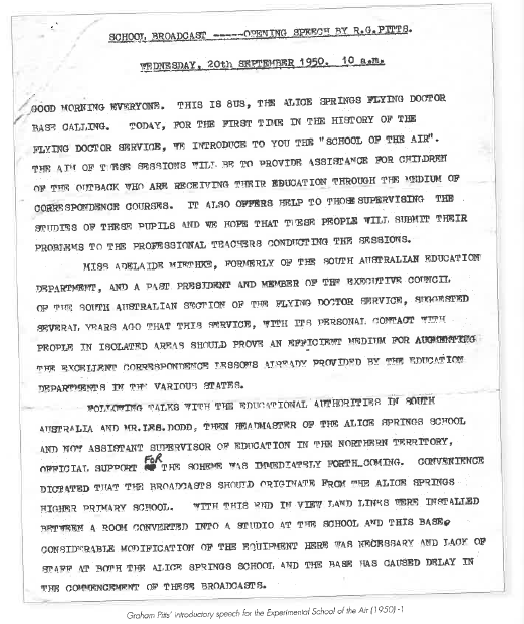 SCHOOL BROADCAST -----OPENING SPEECH BY R.G.PITTS.
WEDNESDAY, 20th SEPTEMBER 1950. 10 a.m.
GOOD MORNING EVERYONE. THIS IS 8US, THE ALICE SPRINGS FLYING DOCTOR
BASE CALLING. TODAY, FOR THE FIRST TIME IN THE HISTORY OF THE
FLYING DOCTOR SERVICE, WE INTRODUCE TO YOU THE "SCHOOL OF THE AIR".
THE AIM OF THESE SESSIONS WILL BE TO PROVIDE ASSISTANCE FOR CHILDREN
OF THE OUTBACK WHO ARE RECEIVING THEIR EDUCATION THROUGH THE MEDIUM OF
CORRESPONDENCE COURSES. IT ALSO OFFERS HELP TO THOSE SUPERVISING THE
STUDIES OF THESE PUPILS AND WE HOPE THAT THESE PEOPLE WILL SUBMIT THEIR
PROBLEMS TO THE PROFESSIONAL TEACHERS CONDUCTING THE SESSIONS.
MISS ADELAIDE MIETHKE, FORMERLY OF THE SOUTH AUSTRALIAN EDUCATION
DEPARTMENT, AND A PAST PRESIDENT AND MEMBER OF THE EXECUTIVE COUNCIL
OF THE SOUTH AUSTRALIAN SECTION OF THE FLYING DOCTOR SERVICE, SUGGESTED
SEVERAL YEARS AGO THAT THIS SERVICE, WITH ITS PERSONAL CONTACT WITH
PEOPLE IN ISOLATED AREAS SHOULD PROVE AN EFFICIENT MEDIUM FOR AUGMENTING
THE EXCELLENT CORRESPONDENCE LESSONS ALREADY PROVIDED BY THE EDUCATION
DEPARTMENTS IN THE VARIOUS STATES.
FOLLOWING TALKS WITH THE EDUCATIONAL AUTHORITIES IN SOUTH
AUSTRALIA AND MR.LES.DODD, THEN HEADMASTER OF THE ALICE SPRINGS SCHOOL
AND NOT ASSISTANT SUPERVISOR OF EDUCATION IN THE NORTHERN TERRITORY,
OFFICIAL SUPPORT FOR THE SCHEME WAS IMMEDIATELY FORTH-COMING. CONVENIENCE
DICTATED THAT THE BROADCASTS SHOULD ORIGINATE FROM THE ALICE SPRINGS
HIGHER PRIMARY SCHOOL. WITH THIS END IN VIEW LAND LINES WERE INSTALLED
BETWEEN A ROOM CONVERTED INTO A STUDIO AT THE SCHOOL AND THIS BASE.
CONSIDERABLE MODIFICATION OF THE EQUIPMENT HERE WAS NECESSARY AND LACK OF
STAFF AT BOTH THE ALICE SPRINGS SCHOOL AND THE BASE HAS CAUSED DELAY IN
THE COMMENCEMENT OF THESE BROADCASTS.
Graham Pitts' introductory speech for the Experimental School of the Air (1950) -1